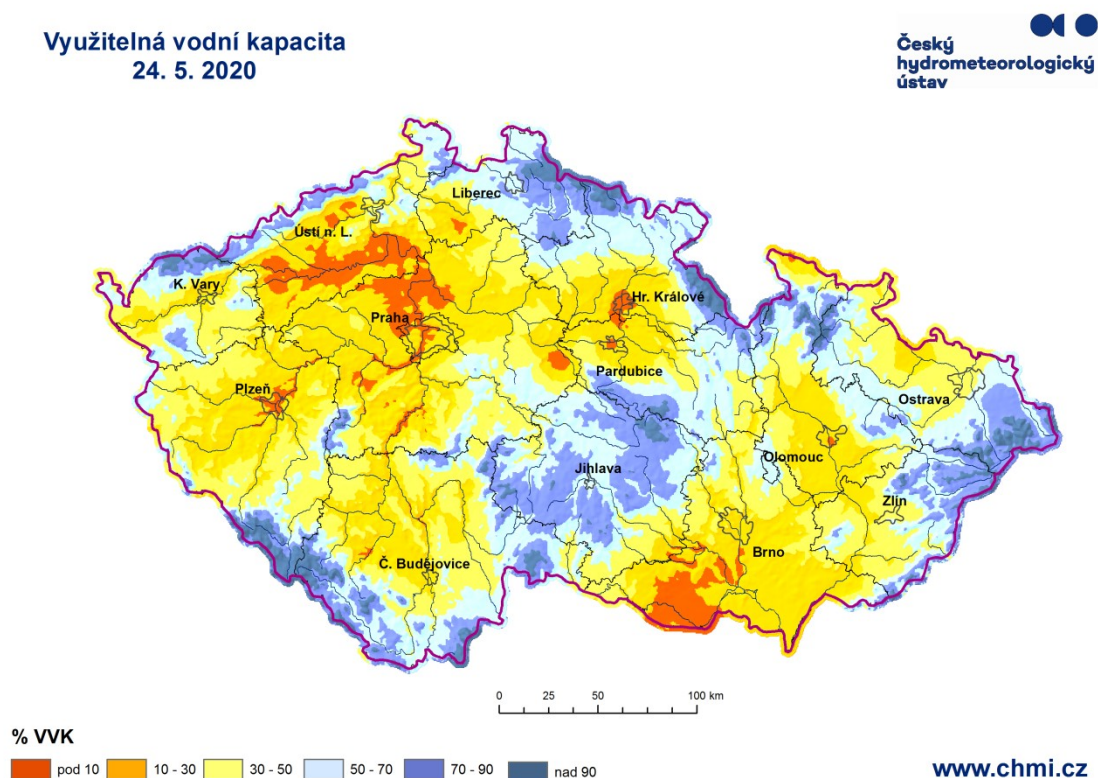 Využitelná vodní kapacita
24. 5. 2020
Český
hydrometeorologický
ústav
Liberec
Ústí n. L.
K. Vary
Hr. Králové
Praha
Pardubice
Plzeň
Ostrava
Olomouc
Jihlava
Zlín
Brno
Č. Budějovice
0 25 50 100 km
% VVK
pod 10 10 - 30 30 - 50 50 - 70 70 - 90 nad 90
www.chmi.cz